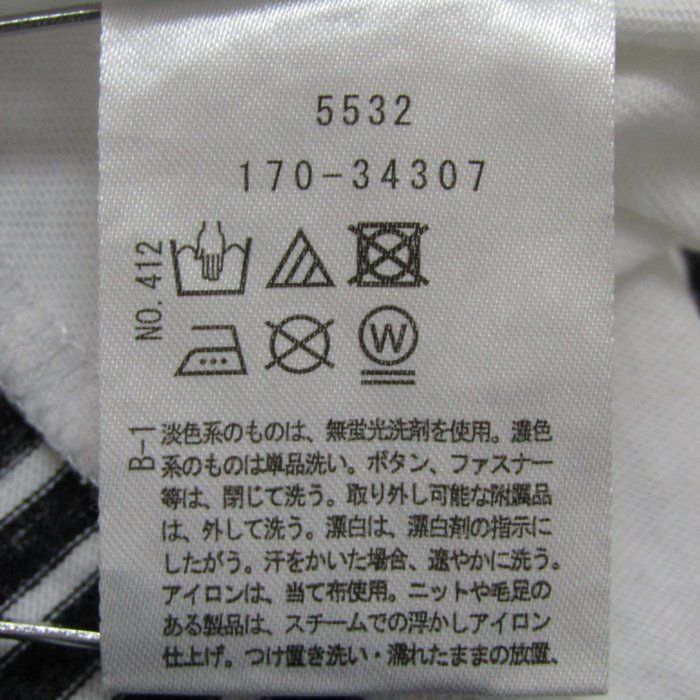 5532
170-34307
NO.412
W
B-1
淡色系のものは、無蛍光洗剤を使用。濃色
系のものは単品洗い。ボタン、ファスナー
等は、閉じて洗う。取り外し可能な附属品
は、外して洗う。漂白は、漂白剤の指示に
したがう。汗をかいた場合、速やかに洗う。
アイロンは、当て布使用。ニットや毛足の
ある製品は、スチームでの浮かしアイロン
仕上げ。つけ置き洗い・濡れたままの放置、